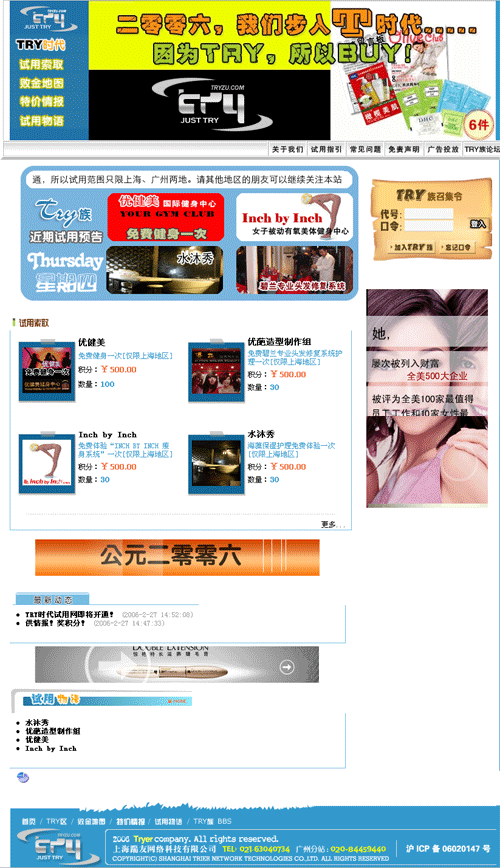 JUST TRY
TRY时代
试用索取
败金地图
特价情报
试用物语
二零零六，我们步入T时代.....
因为TRY，所以BUY!
TRYZU.COM
JUST TRY
6件
关于我们 试用指引 常见问题 免责声明 广告投放 TRY族论坛
通，所以试用范围只限上海、广州两地。请其他地区的朋友可以继续关注本站
Try族
近期试用预告
Thursday
星期四
优健美 国际健身中心
YOUR GYM CLUB
免费健身一次
Inch by Inch
女子被动有氧美体健身中心
水沐秀
碧兰专业头发修复系统
TRY族召集令
代号:
口令:
登入
加入TRY族
忘记口令
她,
屡次被列入财富
全美500大企业
被评为全美100家最值得
员工工作和10家女性最
试用索取
优健美
免费健身一次[仅限上海地区]
积分：￥500.00
数量：100
优葩造型制作组
免费碧兰专业头发修复系统护
理一次[仅限上海地区]
积分：￥500.00
数量：30
Inch by Inch
免费体验“INCH BY INCH 瘦
身系统”一次[仅限上海地区]
积分：￥500.00
数量：30
水沐秀
海藻保湿护理免费体验一次
[仅限上海地区]
积分：￥500.00
数量：30
更多...
公元二零零六
最新动态
TRY时代试用网即将开通！ (2006-2-27 14:52:08)
供情报！奖积分！ (2006-2-27 14:47:33)
DOUBLE EXTENSION
试用物语
MORE
水沐秀
优葩造型制作组
优健美
Inch by Inch
首页 / TRY区 / 败金地图 / 我们情报 / 试用物语 / TRY族 BBS
JUST TRY
2006 Tryer company. All rights reserved.
上海湍友网络科技有限公司 TEL: 021 63040734 广州分站: 020-84459440
COPYRIGHT(C) SHANGHAI TRIER NETWORK TECHNOLOGIES CO.,LTD. ALL RIGHTS RESERVED
沪 ICP 备 06020147 号